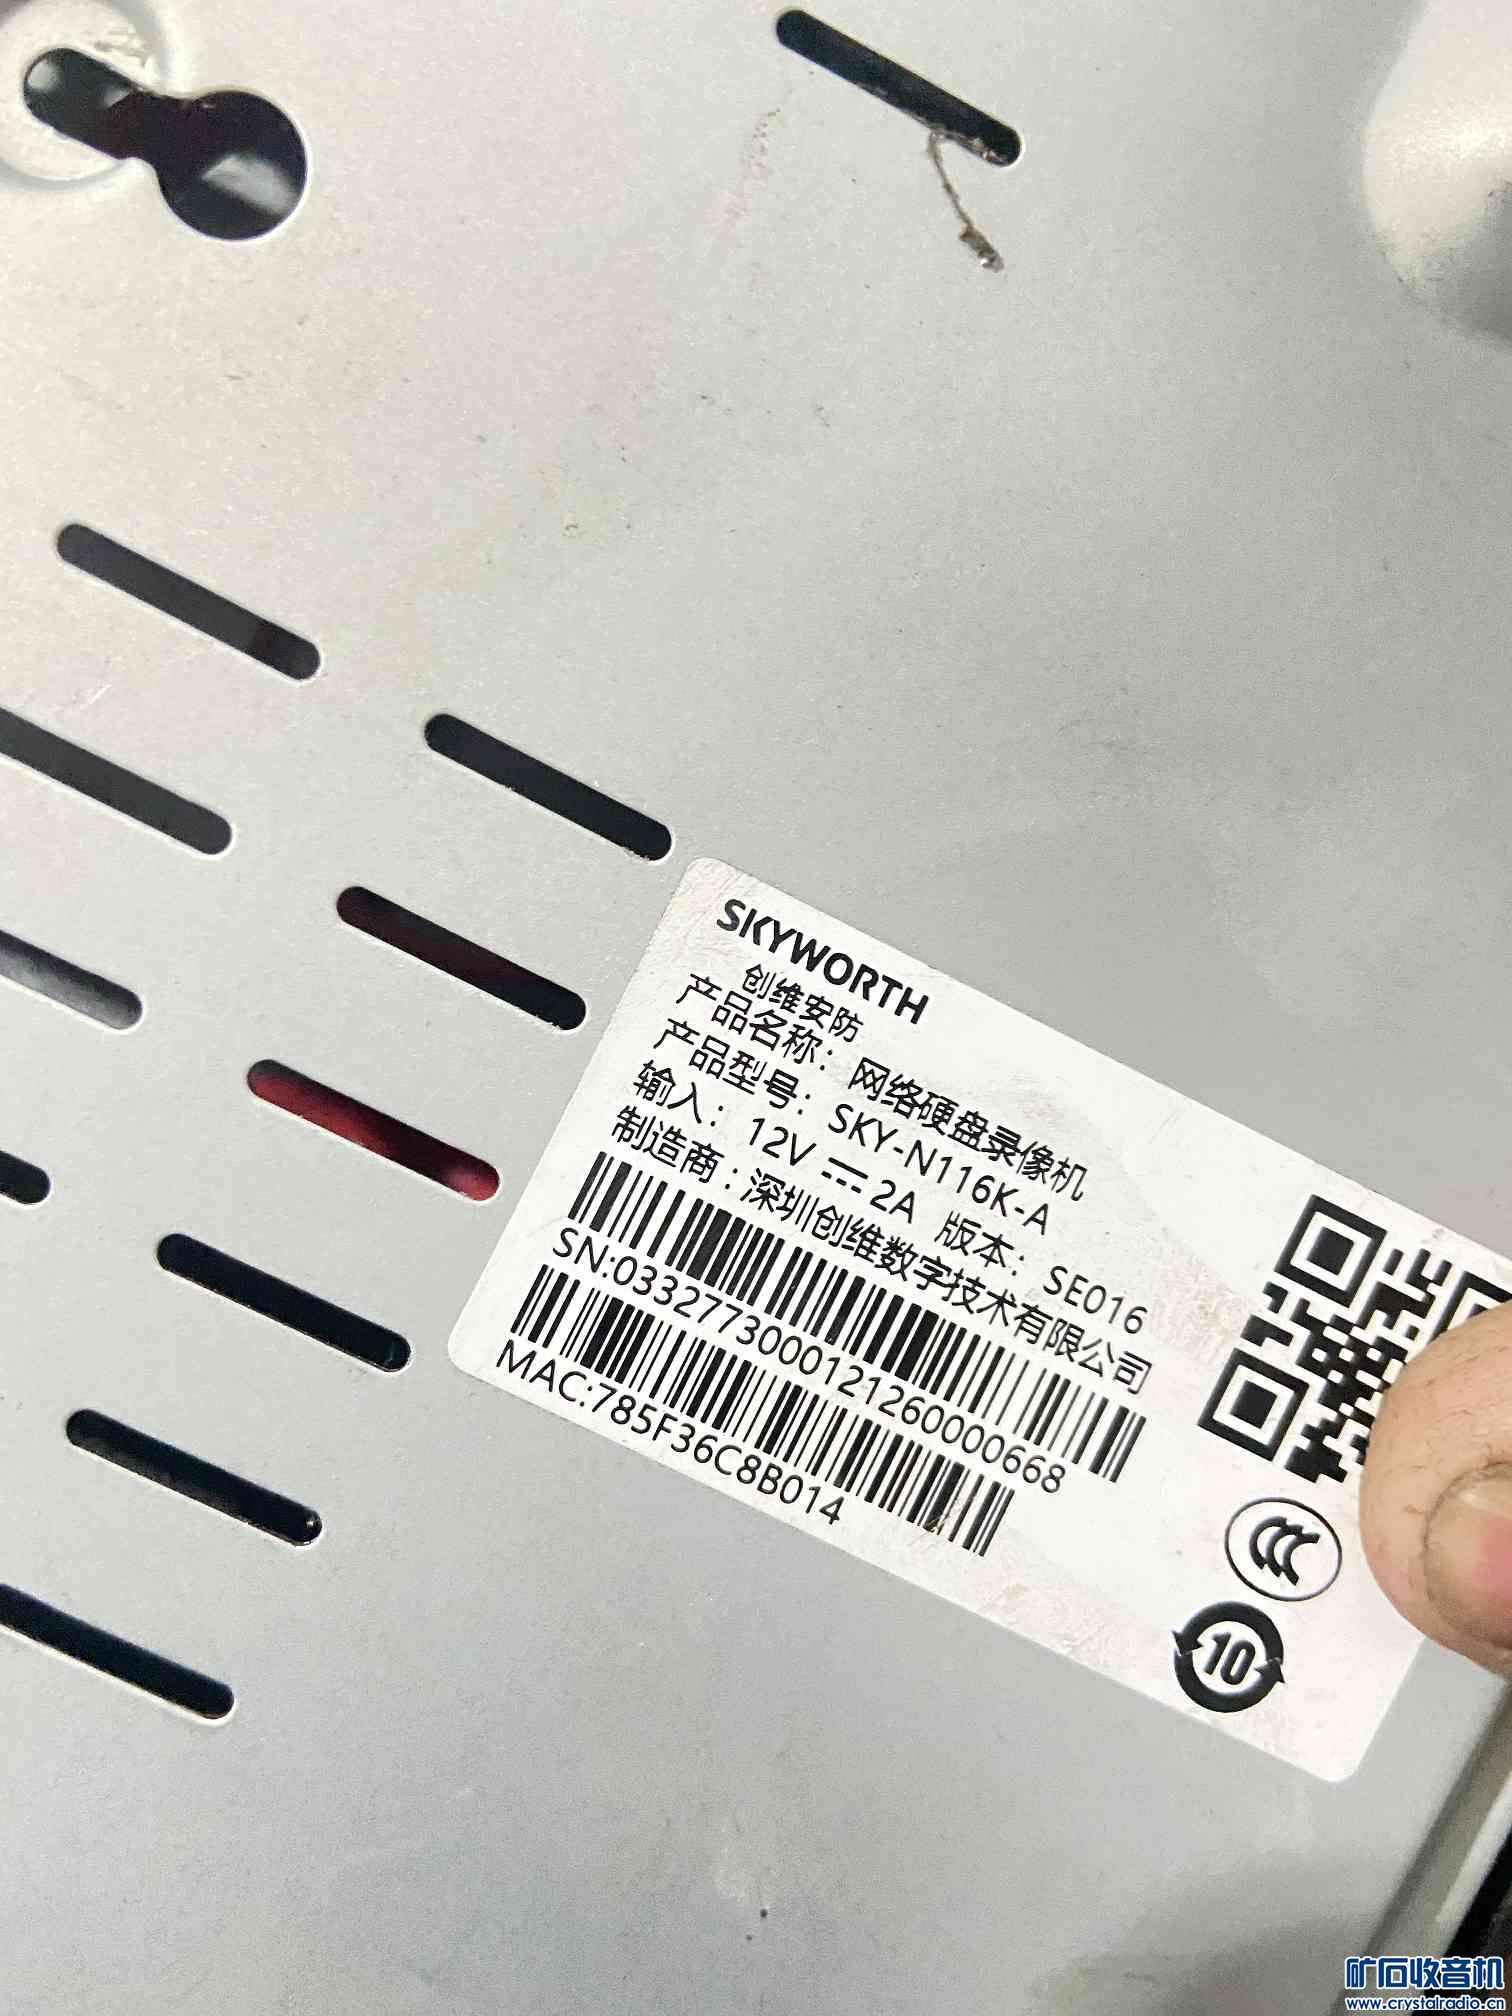 SKYWORTH
创维安防
产品名称：网络硬盘录像机
产品型号：SKY-N116K-A
输入：12V ⎓ 2A 版本：SE016
制造商：深圳创维数字技术有限公司
SN:0332773000121260000668
MAC:785F36C8B014
10
矿石收音机
www.crystalradio.cn